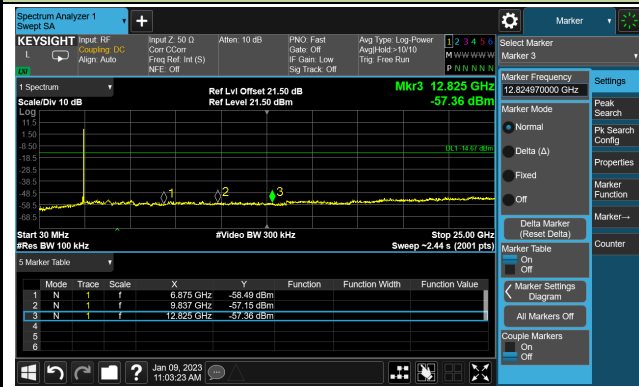 Spectrum Analyzer 1
Swept SA
KEYSIGHT
Input: RF
Coupling: DC
Align: Auto
Input Z: 50 Ω
Corr CCorr
Freq Ref: Int (S)
NFE: Off
Atten: 10 dB
PNO: Fast
Gate: Off
IF Gain: Low
Sig Track: Off
Avg Type: Log-Power
Avg|Hold:>10/10
Trig: Free Run
1 2 3 4 5 6
M W W W W W
P N N N N N
1 Spectrum
Scale/Div 10 dB
Ref Lvl Offset 21.50 dB
Ref Level 21.50 dBm
Mkr3 12.825 GHz
-57.36 dBm
Log
11.5
1.50
-8.50
-18.5
-28.5
-38.5
-48.5
-58.5
-68.5
DL1 -14.67 dBm
1
2
3
Start 30 MHz
#Res BW 100 kHz
#Video BW 300 kHz
Stop 25.00 GHz
Sweep ~2.44 s (2001 pts)
5 Marker Table
Mode Trace Scale X Y Function Function Width Function Value
1 N 1 f 6.875 GHz -58.49 dBm
2 N 1 f 9.837 GHz -57.15 dBm
3 N 1 f 12.825 GHz -57.36 dBm
4
5
6
Jan 09, 2023
11:03:23 AM
Marker
Select Marker
Marker 3
Marker Frequency
12.824970000 GHz
Marker Mode
Normal
Delta (Δ)
Fixed
Off
Delta Marker
(Reset Delta)
Marker Table
On
Off
Marker Settings
Diagram
All Markers Off
Couple Markers
On
Off
Settings
Peak
Search
Pk Search
Config
Properties
Marker
Function
Marker→
Counter